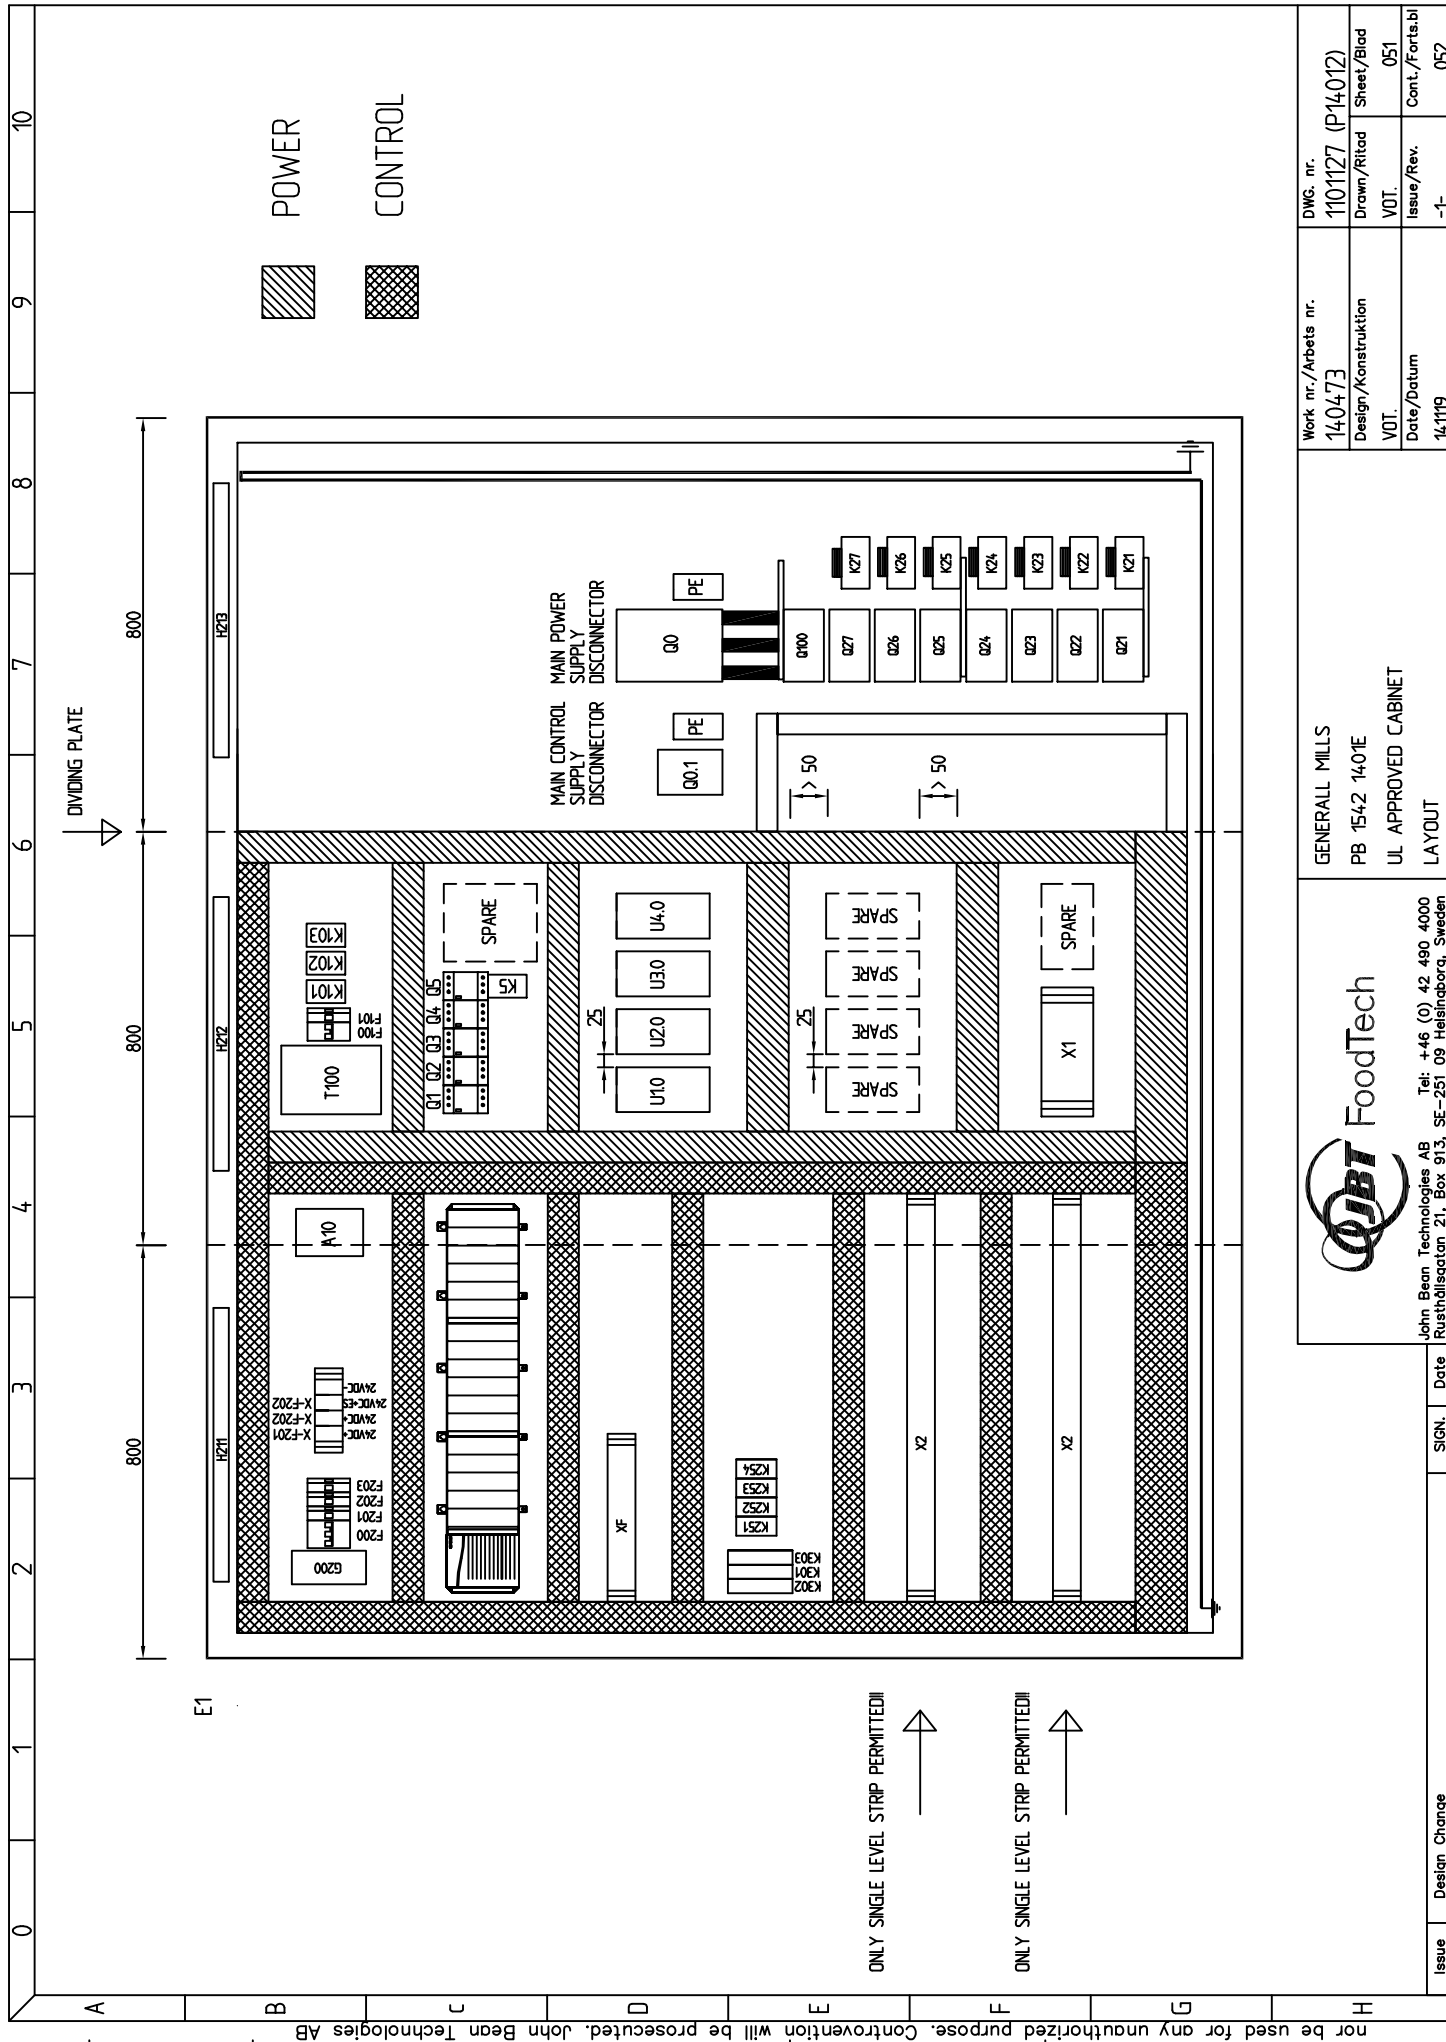 0 1 2 3 4 5 6 7 8 9 10
A
B
C
D
E
F
G
H
DIVIDING PLATE
800
800
800
E1
H211
H212
H213
POWER
CONTROL
G200
F200
F201
F202
F203
X-F201
X-F202
X-F202
24VDC+
24VDC+
24VDC+ES
24VDC-
A10
T100
F100
F101
K101
K102
K103
Q1 Q2 Q3 Q4 Q5
K5
SPARE
XF
25
U1.0
U2.0
U3.0
U4.0
MAIN CONTROL
SUPPLY
DISCONNECTOR
MAIN POWER
SUPPLY
DISCONNECTOR
Q0.1
PE
Q0
PE
K302
K301
K303
K251
K252
K253
K254
25
SPARE
SPARE
SPARE
SPARE
> 50
> 50
Q100
Q27
Q26
Q25
Q24
Q23
Q22
Q21
K27
K26
K25
K24
K23
K22
K21
ONLY SINGLE LEVEL STRIP PERMITTED!!
X2
ONLY SINGLE LEVEL STRIP PERMITTED!!
X2
X1
SPARE
JBT FoodTech
John Bean Technologies AB Tel: +46 (0) 42 490 4000
Rusthållsgatan 21, Box 913, SE-251 09 Helsingborg, Sweden
GENERALL MILLS
PB 1542 1401E
UL APPROVED CABINET
LAYOUT
Work nr./Arbets nr.
140473
DWG. nr.
1101127 (P14012)
Design/Konstruktion
VOT.
Drawn/Ritad
VOT.
Sheet/Blad
051
Date/Datum
141119
Issue/Rev.
-1-
Cont./Forts.bl
052
Issue
Design Change
SIGN.
Date
nor be used for any unauthorized purpose. Controvention will be prosecuted. John Bean Technologies AB